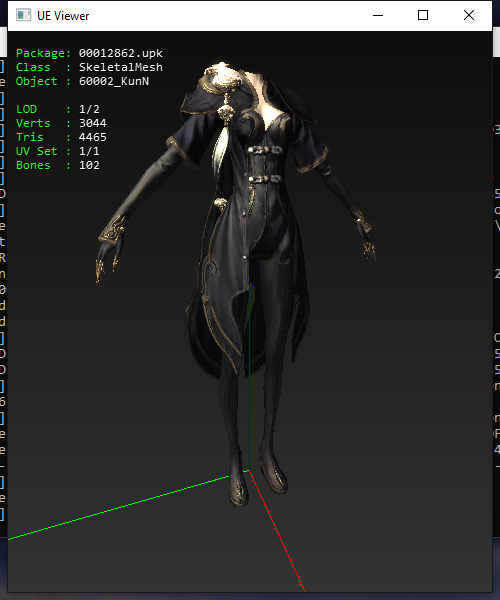 UE Viewer
Package: 00012862.upk
Class : SkeletalMesh
Object : 60002_KunN
LOD : 1/2
Verts : 3044
Tris : 4465
UV Set : 1/1
Bones : 102